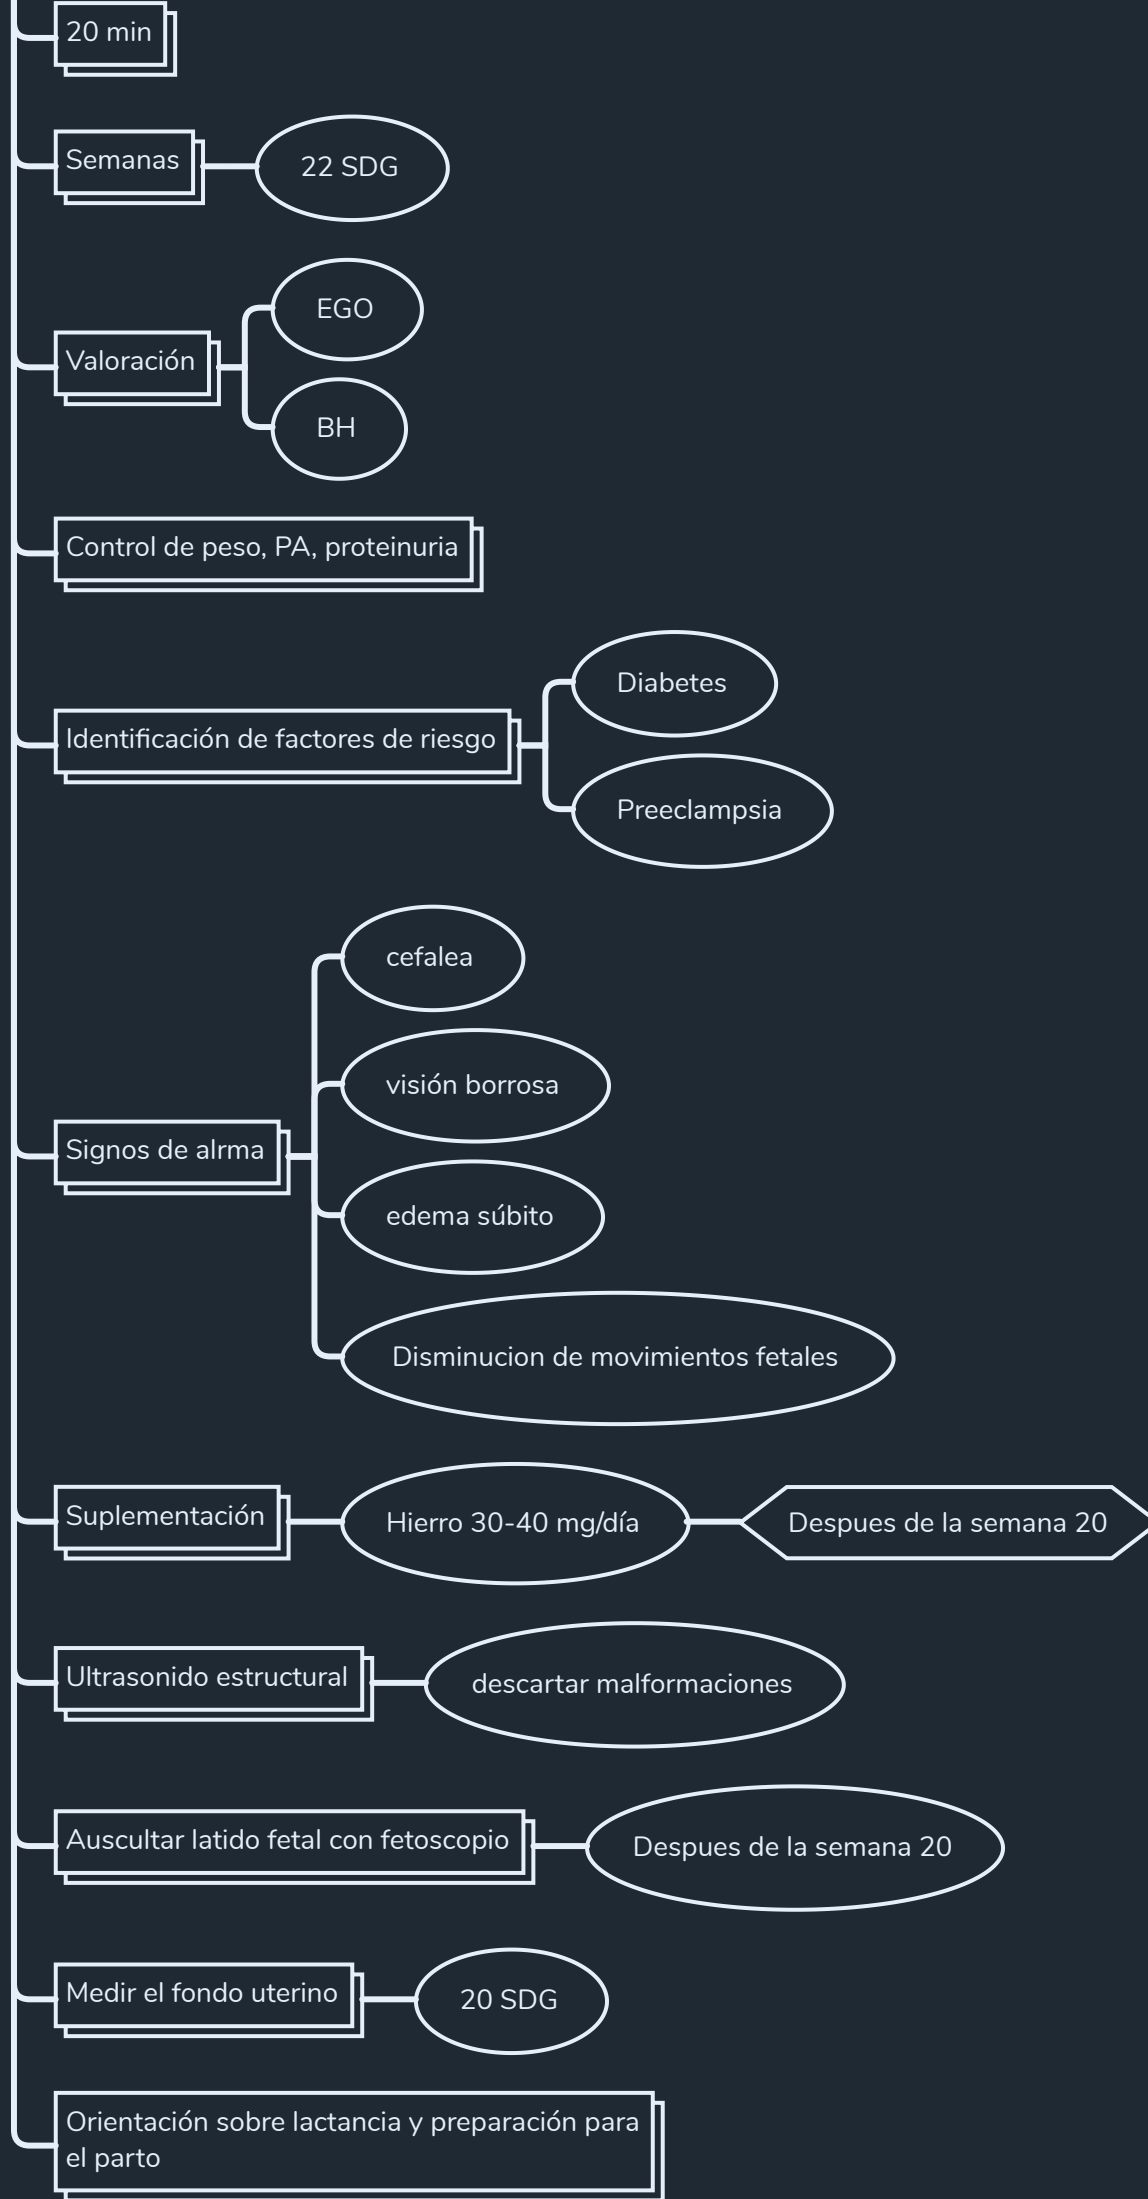 20 min
Semanas
22 SDG
Valoración
EGO
BH
Control de peso, PA, proteinuria
Identificación de factores de riesgo
Diabetes
Preeclampsia
Signos de alrma
cefalea
visión borrosa
edema súbito
Disminucion de movimientos fetales
Suplementación
Hierro 30-40 mg/día
Despues de la semana 20
Ultrasonido estructural
descartar malformaciones
Auscultar latido fetal con fetoscopio
Despues de la semana 20
Medir el fondo uterino
20 SDG
Orientación sobre lactancia y preparación para
el parto